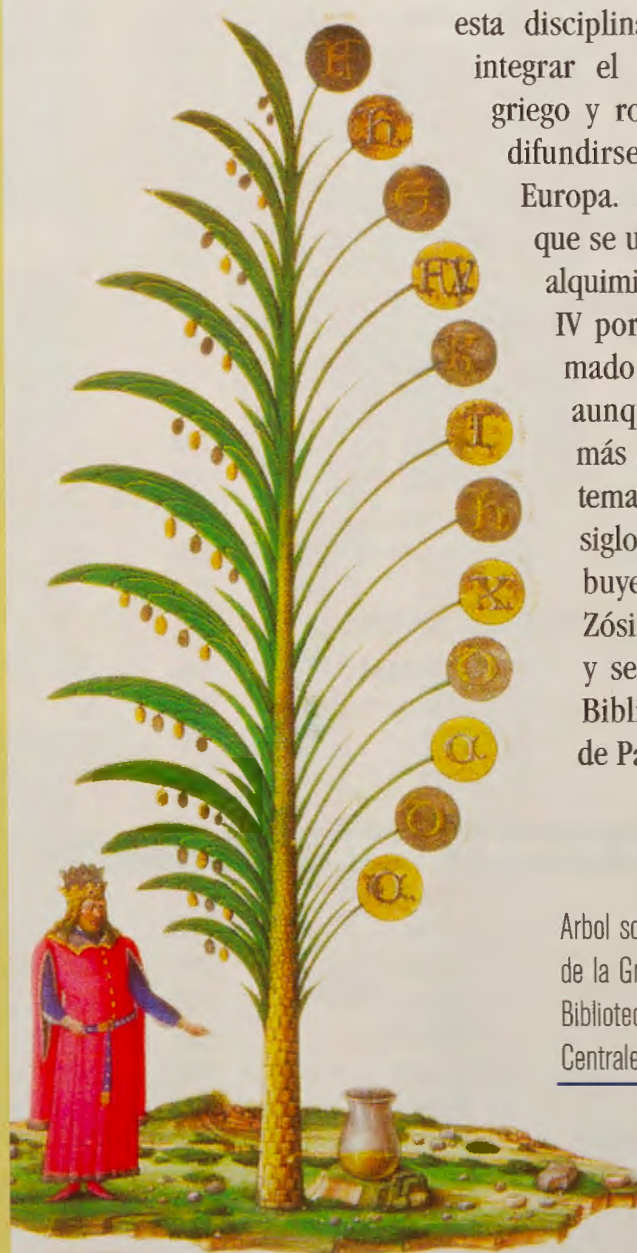 esta disciplina
integrar el
griego y ro
difundirse
Europa.
que se u
alquimi
IV por
mado
aunq
más
tema
siglo
buye
Zósi
y se
Bibli
de Pa
Arbol so
de la Gr
Bibliotec
Centrale
h
AV
K
I
h
X
O
α
O
α